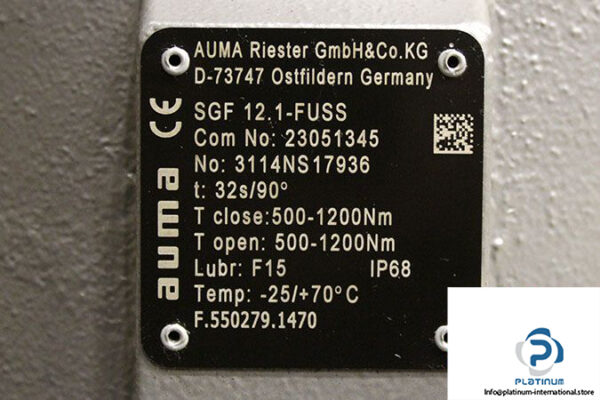 AUMA Riester GmbH&Co.KG
D-73747 Ostfildern Germany
SGF 12.1-FUSS
Com No: 23051345
No: 3114NS17936
t: 32s/90°
T close:500-1200Nm
T open: 500-1200Nm
Lubr: F15 IP68
Temp: -25/+70°C
F.550279.1470
CE
auma
PLATINUM
Info@platinum-international.store